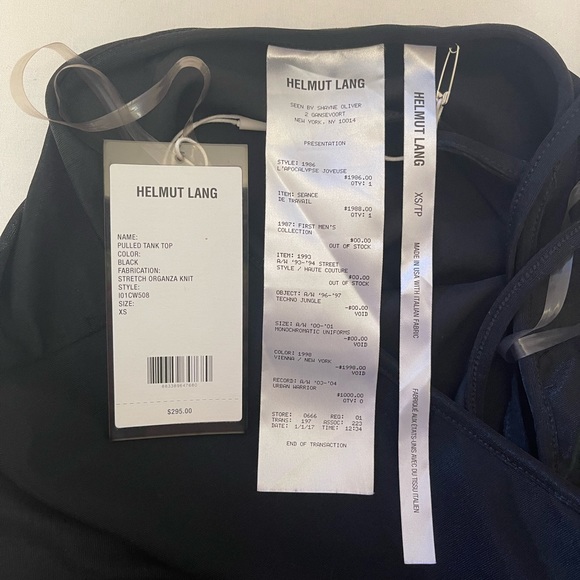 HELMUT LANG
NAME:
PULLED TANK TOP
COLOR:
BLACK
FABRICATION:
STRETCH ORGANZA KNIT
STYLE:
I01CW508
SIZE:
XS
$295.00
HELMUT LANG
SEEN BY SHAYNE OLIVER
2 GANSEVOORT
NEW YORK, NY 10014
PRESENTATION
STYLE: 1986
L'APOCALYPSE JOYEUSE
$1986.00
QTY: 1
ITEM: SEANCE
DE TRAVAIL
$1988.00
QTY: 1
1987: FIRST MEN'S
COLLECTION
$00.00
OUT OF STOCK
ITEM: 1993
A/W '93-'94 STREET
STYLE / HAUTE COUTURE
$00.00
OUT OF STOCK
OBJECT: A/W '96-'97
TECHNO JUNGLE
-$00.00
VOID
SIZE: A/W '00-'01
MONOCHROMATIC UNIFORMS
-$00.00
VOID
COLOR: 1998
VIENNA / NEW YORK
-$1998.00
VOID
RECORD: A/W '03-'04
URBAN WARRIOR
$1000.00
QTY: 0
STORE: 0666 REG: 01
TRANS: 197 ASSOC: 223
DATE: 1/1/17 TIME: 12:34
END OF TRANSACTION
HELMUT LANG
XS/TP
MADE IN USA WITH ITALIAN FABRIC
FABRIQUÉ AUX ÉTATS UNIS AVEC DU TISSU ITALIEN